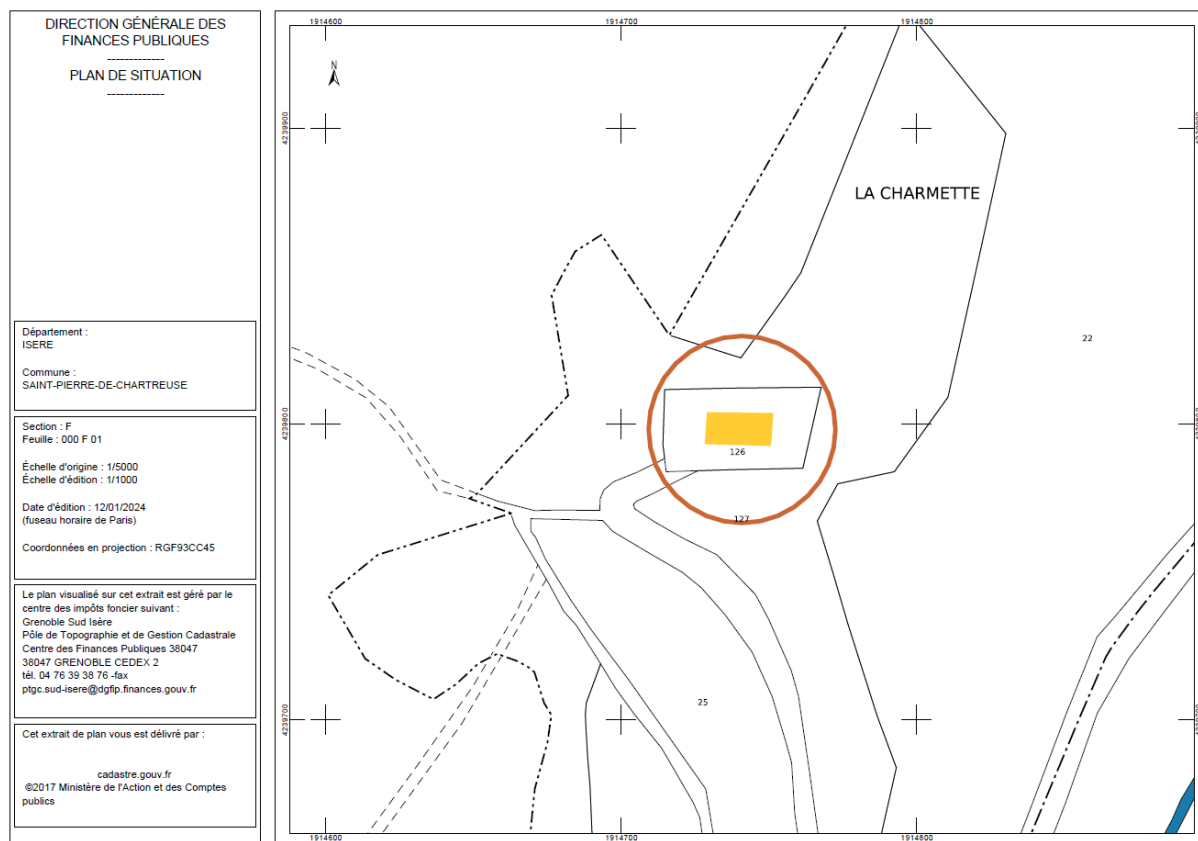 DIRECTION GÉNÉRALE DES
FINANCES PUBLIQUES
-------------
PLAN DE SITUATION
-------------
Département :
ISERE
Commune :
SAINT-PIERRE-DE-CHARTREUSE
Section : F
Feuille : 000 F 01
Échelle d'origine : 1/5000
Échelle d'édition : 1/1000
Date d'édition : 12/01/2024
(fuseau horaire de Paris)
Coordonnées en projection : RGF93CC45
Le plan visualisé sur cet extrait est géré par le
centre des impôts foncier suivant :
Grenoble Sud Isère
Pôle de Topographie et de Gestion Cadastrale
Centre des Finances Publiques 38047
38047 GRENOBLE CEDEX 2
tél. 04 76 39 38 76 -fax
ptgc.sud-isere@dgfip.finances.gouv.fr
Cet extrait de plan vous est délivré par :
cadastre.gouv.fr
©2017 Ministère de l'Action et des Comptes
publics
1914600
1914700
1914800
N
4239900
4239900
LA CHARMETTE
22
4239800
4239800
126
127
25
4239700
4239700
1914600
1914700
1914800